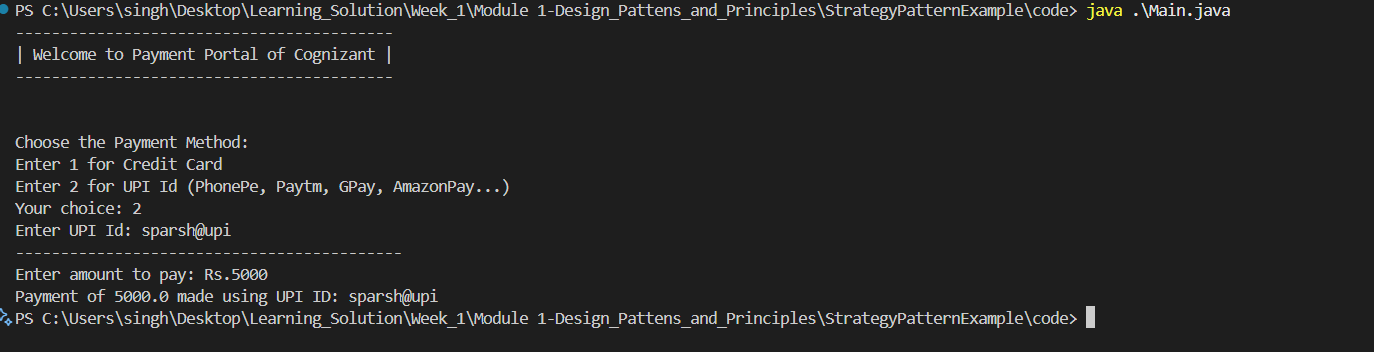 PS C:\Users\singh\Desktop\Learning_Solution\Week_1\Module 1-Design_Pattens_and_Principles\StrategyPatternExample\code> java .\Main.java
------------------------------------------
| Welcome to Payment Portal of Cognizant |
------------------------------------------
Choose the Payment Method:
Enter 1 for Credit Card
Enter 2 for UPI Id (PhonePe, Paytm, GPay, AmazonPay...)
Your choice: 2
Enter UPI Id: sparsh@upi
-------------------------------------------
Enter amount to pay: Rs.5000
Payment of 5000.0 made using UPI ID: sparsh@upi
PS C:\Users\singh\Desktop\Learning_Solution\Week_1\Module 1-Design_Pattens_and_Principles\StrategyPatternExample\code>